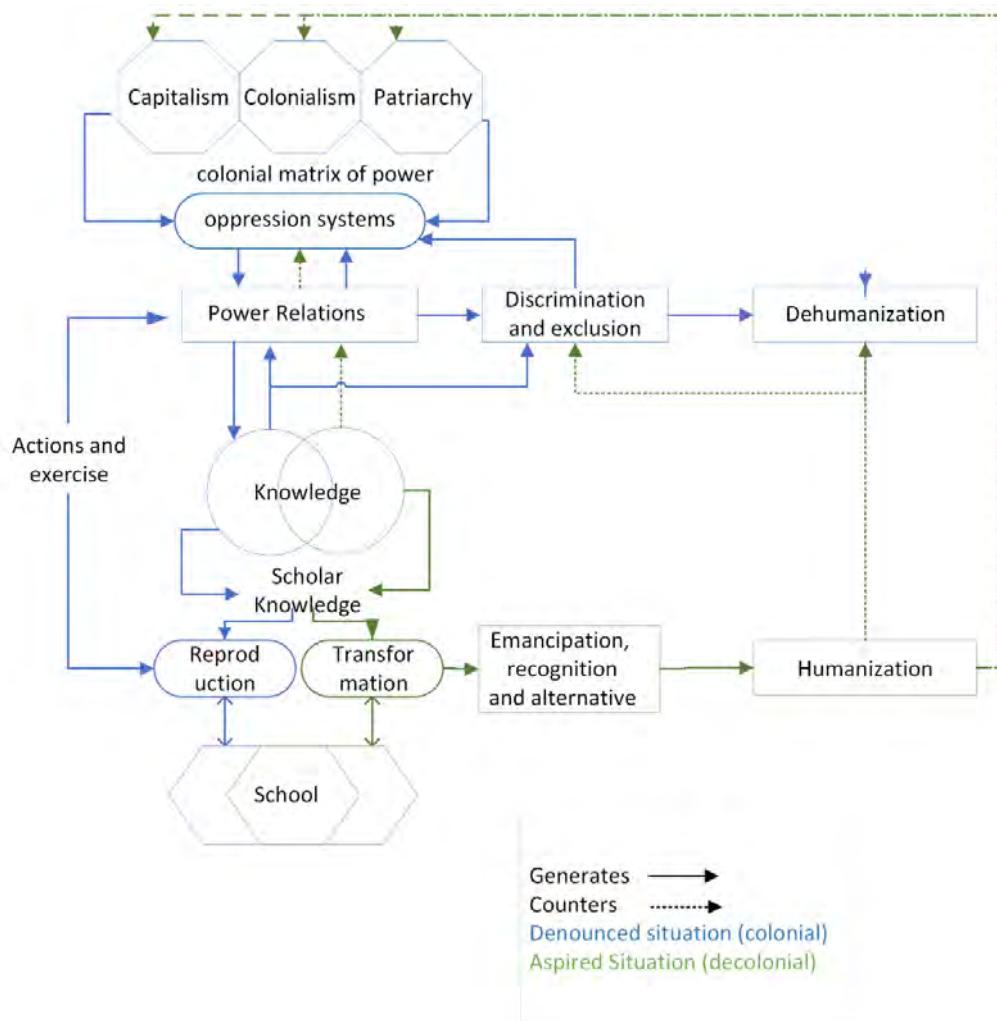 Capitalism
Colonialism
Patriarchy
colonial matrix of power
oppression systems
Power Relations
Discrimination
and exclusion
Dehumanization
Actions and
exercise
Knowledge
Scholar
Knowledge
Reprod
uction
Transfor
mation
Emancipation,
recognition
and alternative
Humanization
School
Generates
Counters
Denounced situation (colonial)
Aspired Situation (decolonial)